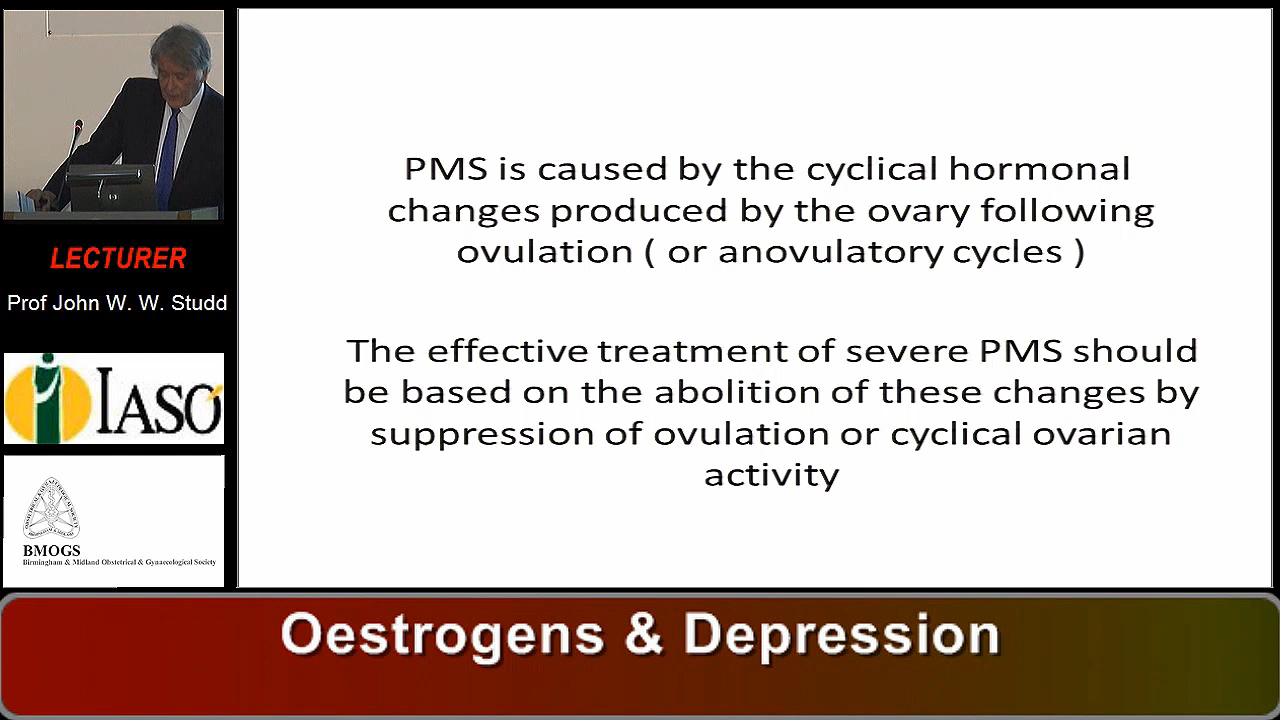 LECTURER
Prof John W. W. Studd
IASO
BMOGS
Birmingham & Midland Obstetrical & Gynaecological Society
PMS is caused by the cyclical hormonal
changes produced by the ovary following
ovulation ( or anovulatory cycles )
The effective treatment of severe PMS should
be based on the abolition of these changes by
suppression of ovulation or cyclical ovarian
activity
Oestrogens & Depression